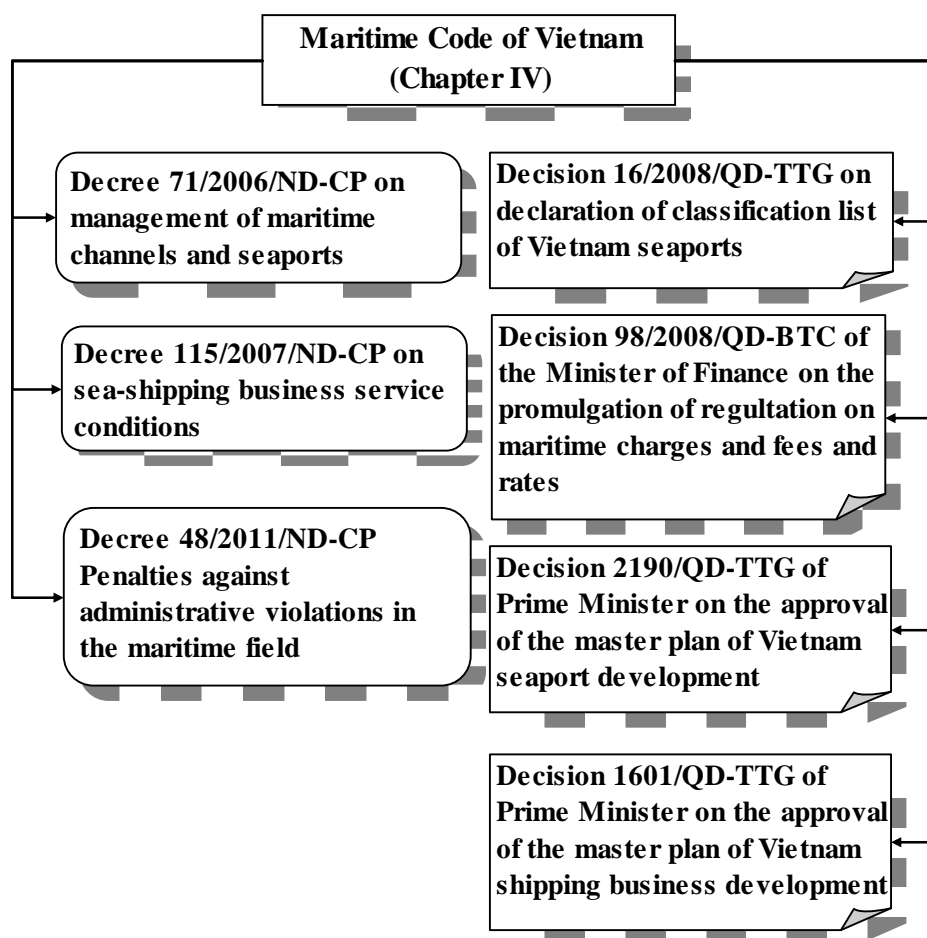 Maritime Code of Vietnam
(Chapter IV)
Decree 71/2006/ND-CP on
management of maritime
channels and seaports
Decree 115/2007/ND-CP on
sea-shipping business service
conditions
Decree 48/2011/ND-CP
Penalties against
administrative violations in
the maritime field
Decision 16/2008/QD-TTG on
declaration of classification list
of Vietnam seaports
Decision 98/2008/QD-BTC of
the Minister of Finance on the
promulgation of regultation on
maritime charges and fees and
rates
Decision 2190/QD-TTG of
Prime Minister on the approval
of the master plan of Vietnam
seaport development
Decision 1601/QD-TTG of
Prime Minister on the approval
of the master plan of Vietnam
shipping business development